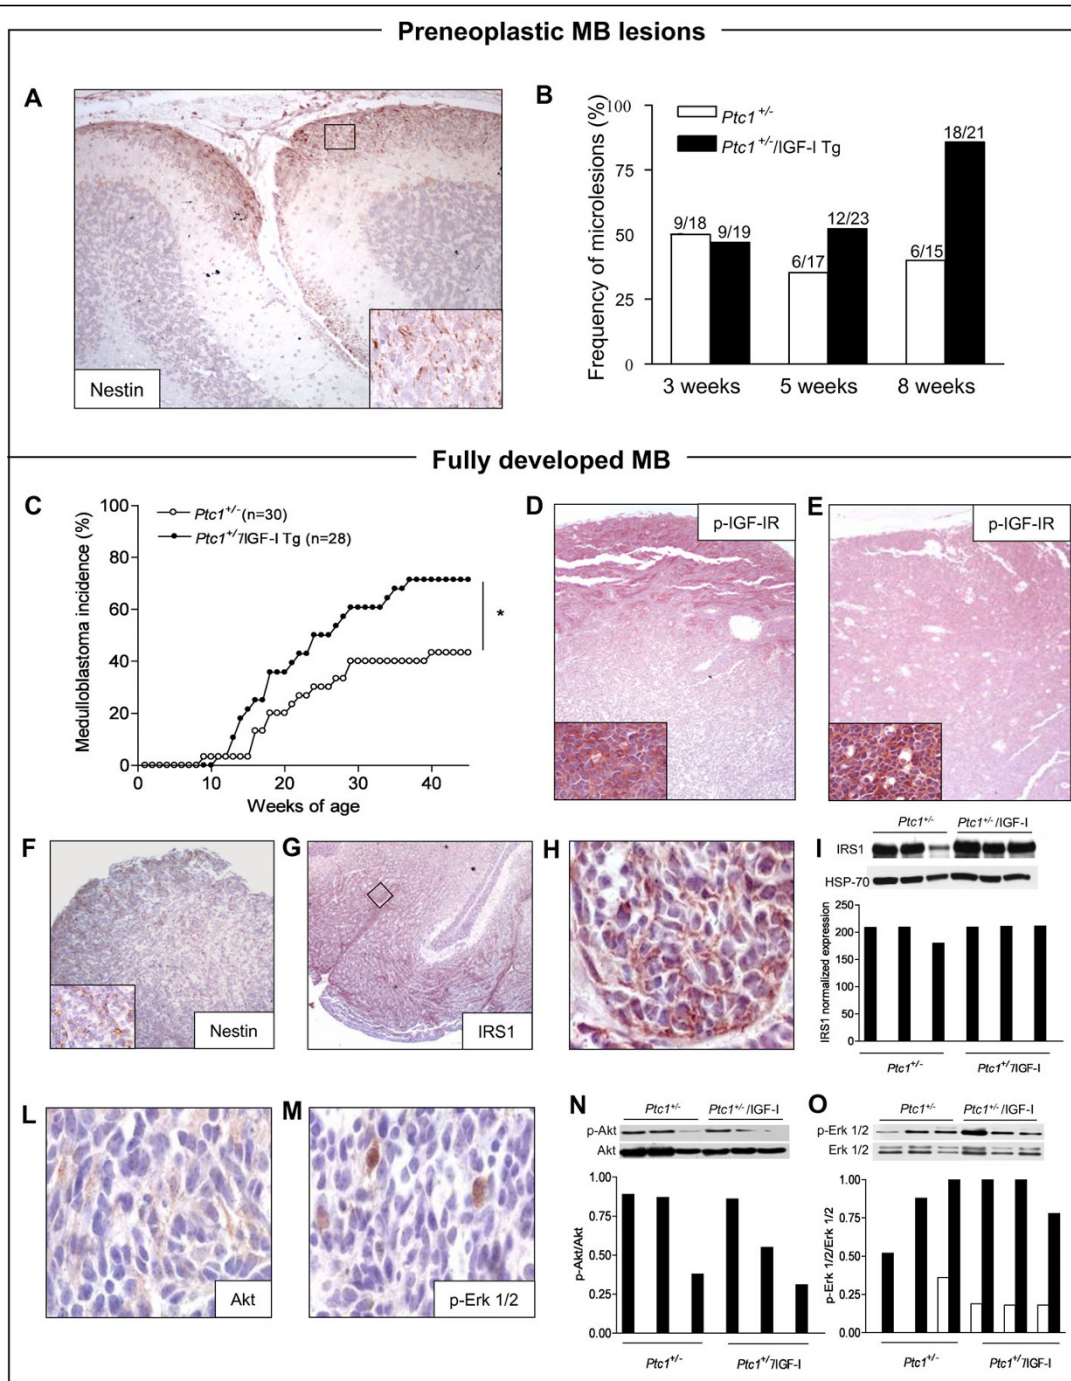 Preneoplastic MB lesions
A
Nestin
B
Frequency of microlesions (%)
100
75
50
25
0
Ptc1+/-
Ptc1+/-/IGF-I Tg
9/18
9/19
6/17
12/23
6/15
18/21
3 weeks
5 weeks
8 weeks
Fully developed MB
C
Medulloblastoma incidence (%)
100
80
60
40
20
0
Ptc1+/- (n=30)
Ptc1+/7IGF-I Tg (n=28)
*
0
10
20
30
40
Weeks of age
D
p-IGF-IR
E
p-IGF-IR
F
Nestin
G
IRS1
H
I
Ptc1+/-
Ptc1+/-/IGF-I
IRS1
HSP-70
IRS1 normalized expression
250
200
150
100
50
0
Ptc1+/-
Ptc1+/7IGF-I
L
Akt
M
p-Erk 1/2
N
Ptc1+/-
Ptc1+/-/IGF-I
p-Akt
Akt
p-Akt/Akt
1.00
0.75
0.50
0.25
0.00
Ptc1+/-
Ptc1+/7IGF-I
O
Ptc1+/-
Ptc1+/-/IGF-I
p-Erk 1/2
Erk 1/2
p-Erk 1/2/Erk 1/2
1.00
0.75
0.50
0.25
0.00
Ptc1+/-
Ptc1+/7IGF-I